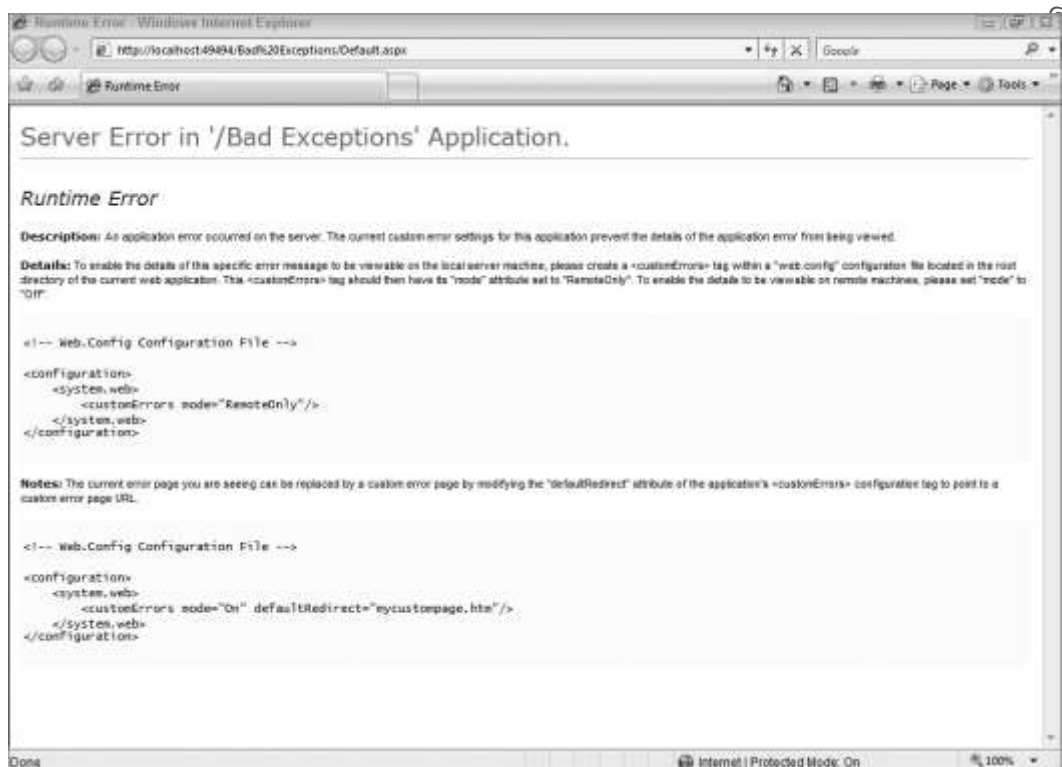 Runtime Error - Windows Internet Explorer
http://localhost:49494/Bad%20Exceptions/Default.aspx
Google
Runtime Error
Page
Tools
Server Error in '/Bad Exceptions' Application.
Runtime Error
Description: An application error occurred on the server. The current custom error settings for this application prevent the details of the application error from being viewed.
Details: To enable the details of this specific error message to be viewable on the local server machine, please create a <customErrors> tag within a "web.config" configuration file located in the root
directory of the current web application. This <customErrors> tag should then have its "mode" attribute set to "RemoteOnly". To enable the details to be viewable on remote machines, please set "mode" to
"Off".
<!-- Web.Config Configuration File -->
<configuration>
<system.web>
<customErrors mode="RemoteOnly"/>
</system.web>
</configuration>
Notes: The current error page you are seeing can be replaced by a custom error page by modifying the "defaultRedirect" attribute of the application's <customErrors> configuration tag to point to a
custom error page URL.
<!-- Web.Config Configuration File -->
<configuration>
<system.web>
<customErrors mode="On" defaultRedirect="mycustompage.htm"/>
</system.web>
</configuration>
Done
Internet | Protected Mode: On
100%